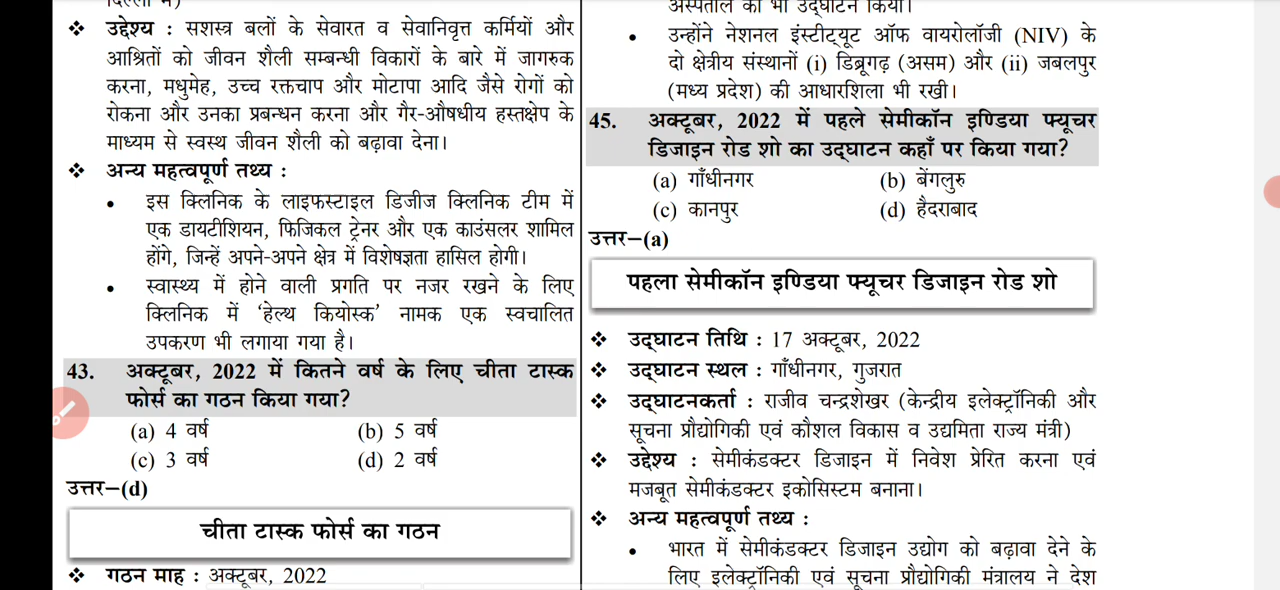 ❖ उद्देश्य : सशस्त्र बलों के सेवारत व सेवानिवृत्त कर्मियों और
आश्रितों को जीवन शैली सम्बन्धी विकारों के बारे में जागरुक
करना, मधुमेह, उच्च रक्तचाप और मोटापा आदि जैसे रोगों को
रोकना और उनका प्रबन्धन करना और गैर-औषधीय हस्तक्षेप के
माध्यम से स्वस्थ जीवन शैली को बढ़ावा देना।
❖ अन्य महत्वपूर्ण तथ्य :
• इस क्लिनिक के लाइफस्टाइल डिजीज क्लिनिक टीम में
एक डायटीशियन, फिजिकल ट्रेनर और एक काउंसलर शामिल
होंगे, जिन्हें अपने-अपने क्षेत्र में विशेषज्ञता हासिल होगी।
• स्वास्थ्य में होने वाली प्रगति पर नजर रखने के लिए
क्लिनिक में ‘हेल्थ कियोस्क’ नामक एक स्वचालित
उपकरण भी लगाया गया है।
43. अक्टूबर, 2022 में कितने वर्ष के लिए चीता टास्क
फोर्स का गठन किया गया?
(a) 4 वर्ष (b) 5 वर्ष
(c) 3 वर्ष (d) 2 वर्ष
उत्तर–(d)
चीता टास्क फोर्स का गठन
❖ गठन माह : अक्टूबर, 2022
अस्पताल का भी उद्घाटन किया।
• उन्होंने नेशनल इंस्टीट्यूट ऑफ वायरोलॉजी (NIV) के
दो क्षेत्रीय संस्थानों (i) डिब्रूगढ़ (असम) और (ii) जबलपुर
(मध्य प्रदेश) की आधारशिला भी रखी।
45. अक्टूबर, 2022 में पहले सेमीकॉन इण्डिया फ्यूचर
डिजाइन रोड शो का उद्घाटन कहाँ पर किया गया?
(a) गाँधीनगर (b) बेंगलुरु
(c) कानपुर (d) हैदराबाद
उत्तर–(a)
पहला सेमीकॉन इण्डिया फ्यूचर डिजाइन रोड शो
❖ उद्घाटन तिथि : 17 अक्टूबर, 2022
❖ उद्घाटन स्थल : गाँधीनगर, गुजरात
❖ उद्घाटनकर्ता : राजीव चन्द्रशेखर (केन्द्रीय इलेक्ट्रॉनिकी और
सूचना प्रौद्योगिकी एवं कौशल विकास व उद्यमिता राज्य मंत्री)
❖ उद्देश्य : सेमीकंडक्टर डिजाइन में निवेश प्रेरित करना एवं
मजबूत सेमीकंडक्टर इकोसिस्टम बनाना।
❖ अन्य महत्वपूर्ण तथ्य :
• भारत में सेमीकंडक्टर डिजाइन उद्योग को बढ़ावा देने के
लिए इलेक्ट्रॉनिकी एवं सूचना प्रौद्योगिकी मंत्रालय ने देश